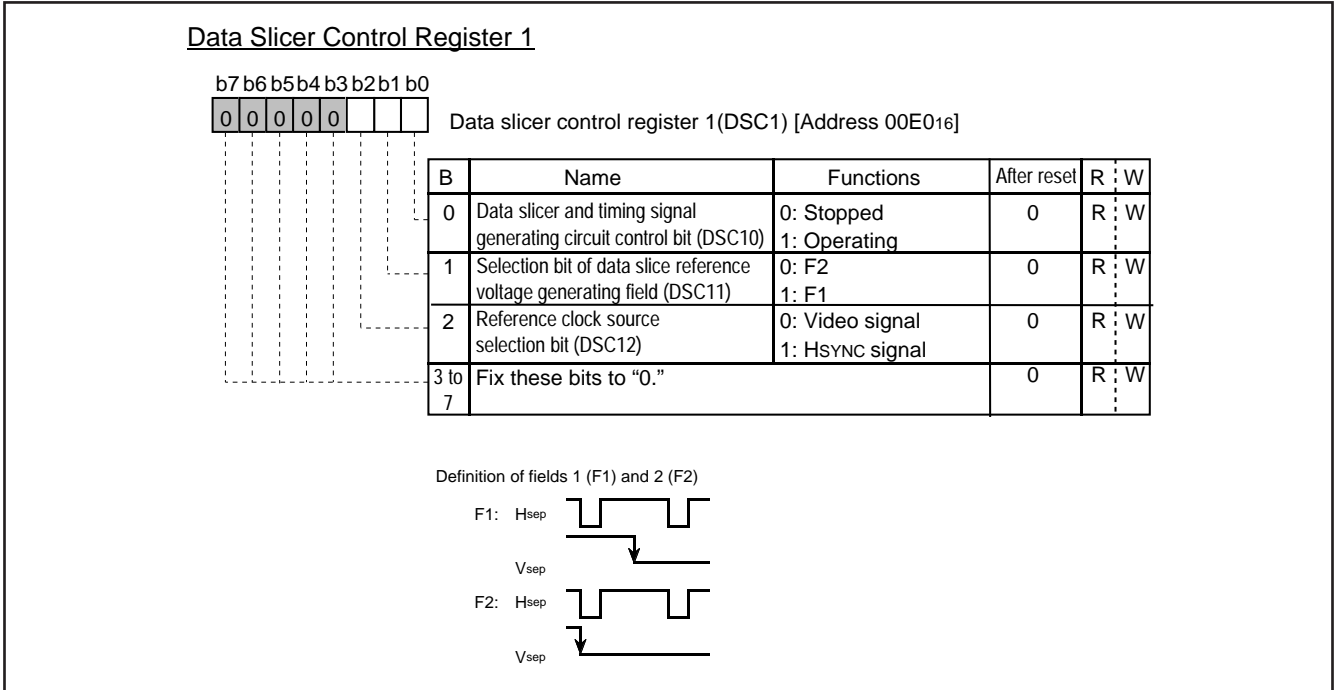 Data Slicer Control Register 1
b7 b6 b5 b4 b3 b2 b1 b0
0 0 0 0 0
Data slicer control register 1(DSC1) [Address 00E016]
B Name Functions After reset R W
0 Data slicer and timing signal 0: Stopped 0 R W
generating circuit control bit (DSC10) 1: Operating
1 Selection bit of data slice reference 0: F2 0 R W
voltage generating field (DSC11) 1: F1
2 Reference clock source 0: Video signal 0 R W
selection bit (DSC12) 1: HSYNC signal
3 to Fix these bits to “0.” 0 R W
7
Definition of fields 1 (F1) and 2 (F2)
F1: Hsep
Vsep
F2: Hsep
Vsep